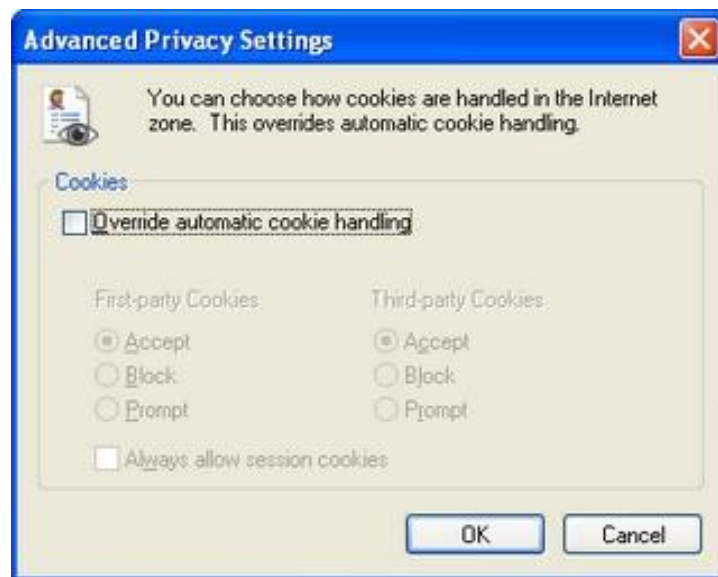 Advanced Privacy Settings
You can choose how cookies are handled in the Internet
zone. This overrides automatic cookie handling.
Cookies
Override automatic cookie handling
First-party Cookies Third-party Cookies
Accept Accept
Block Block
Prompt Prompt
Always allow session cookies
OK Cancel